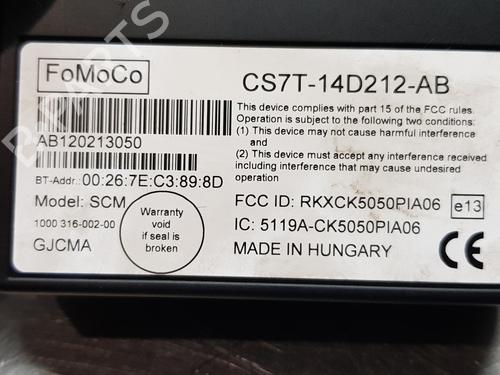 FoMoCo
CS7T-14D212-AB
This device complies with part 15 of the FCC rules.
Operation is subject to the following two conditions:
(1) This device may not cause harmful interference
and
(2) This device must accept any interference received
including interference that may cause undesired
operation
AB120213050
BT-Addr.: 00:26:7E:C3:89:8D
Model: SCM
1000 316-002-00
GJCMA
Warranty
void
if seal is
broken
FCC ID: RKXCK5050PIA06
e13
IC: 5119A-CK5050PIA06
MADE IN HUNGARY
CE
B-PARTS